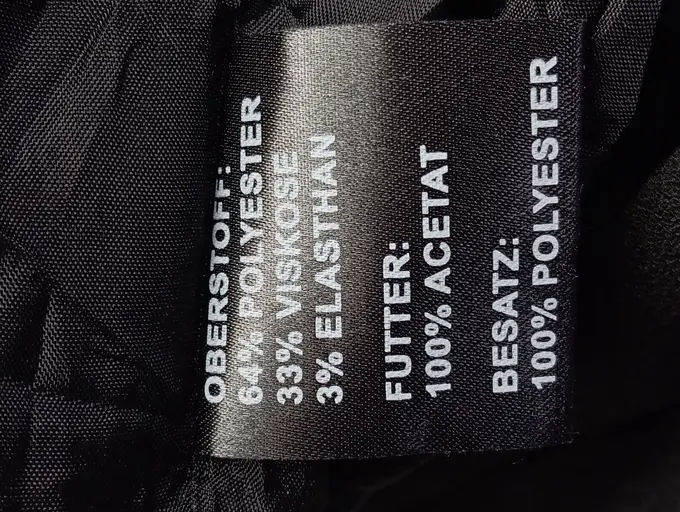 OBERSTOFF:
64% POLYESTER
33% VISKOSE
3% ELASTHAN
FUTTER:
100% ACETAT
BESATZ:
100% POLYESTER